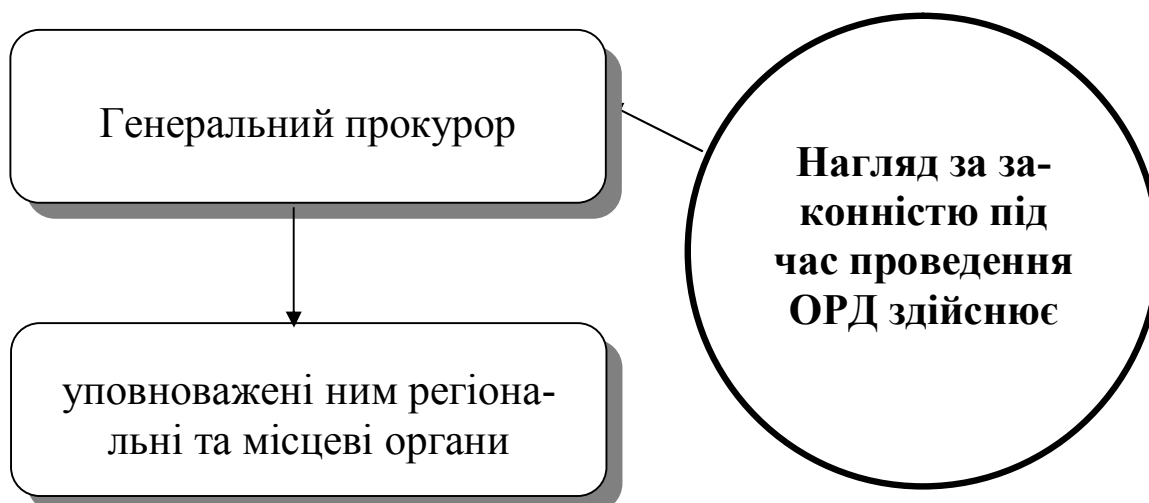 Генеральний прокурор
Нагляд за за-
конністю під
час проведення
ОРД здійснює
уповноважені ним регіона-
льні та місцеві органи